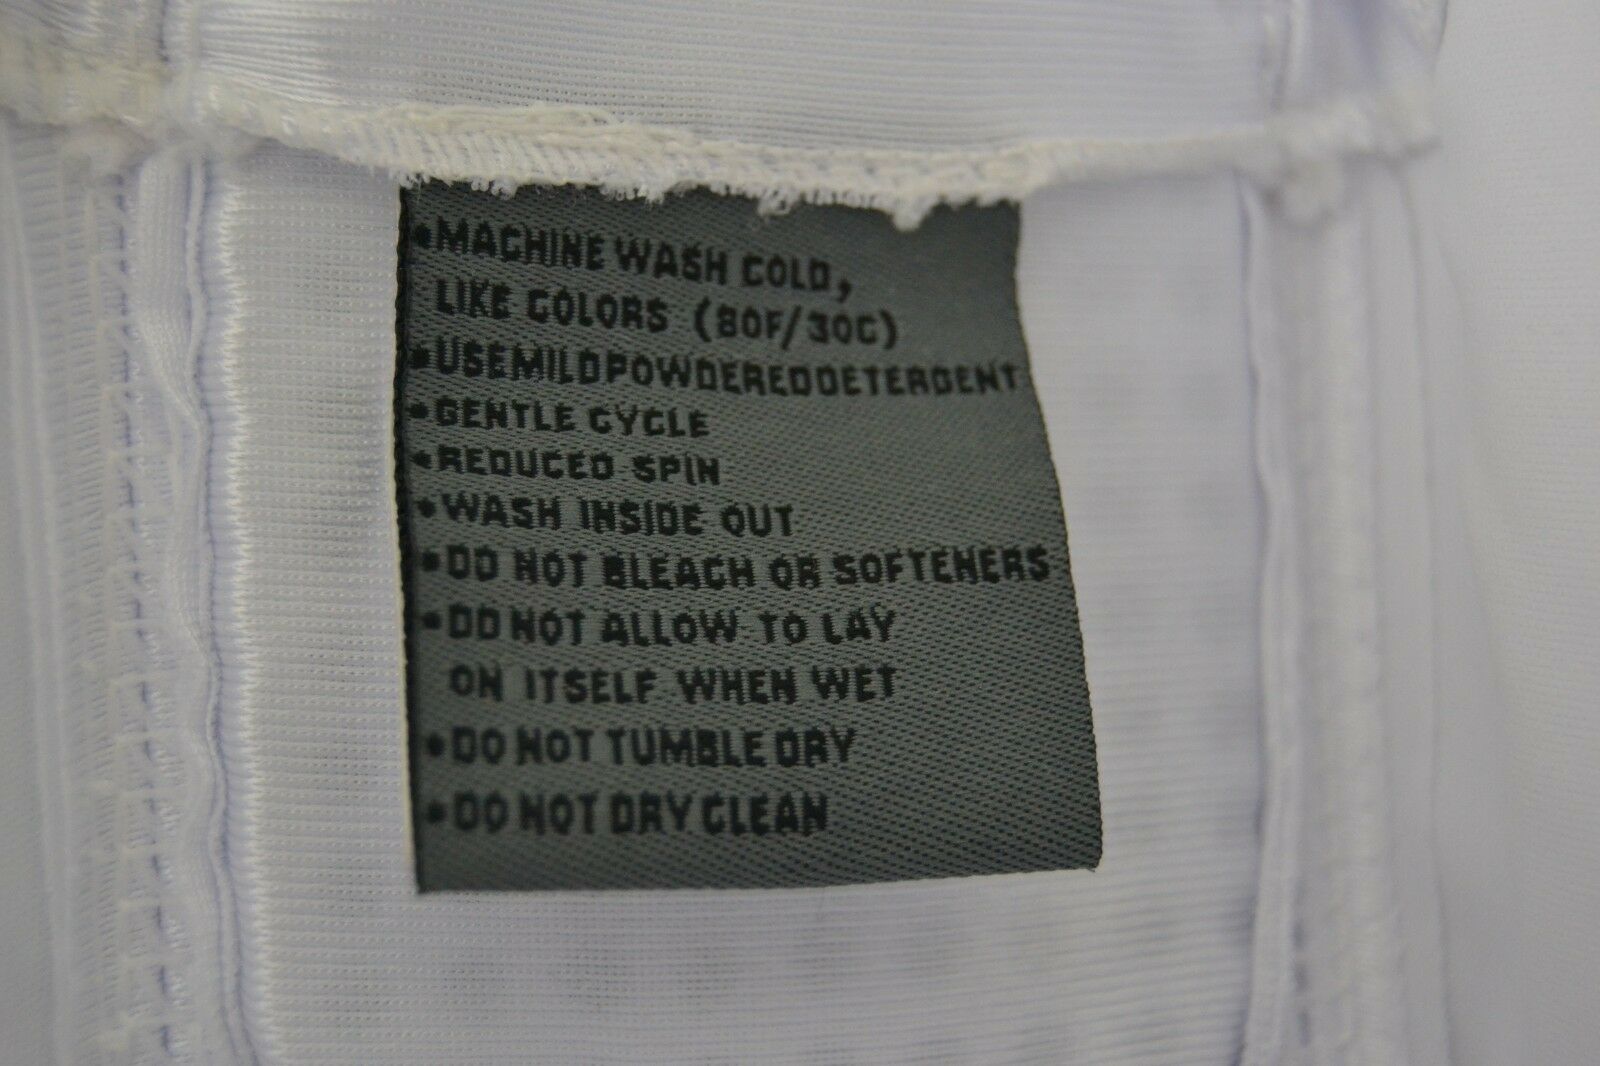 •MACHINE WASH COLD,
LIKE COLORS (80F/30C)
•USEMILDPOWDEREDDETERGENT
•GENTLE CYCLE
•REDUCED SPIN
•WASH INSIDE OUT
•DO NOT BLEACH OR SOFTENERS
•DO NOT ALLOW TO LAY
ON ITSELF WHEN WET
•DO NOT TUMBLE DRY
•DO NOT DRY CLEAN